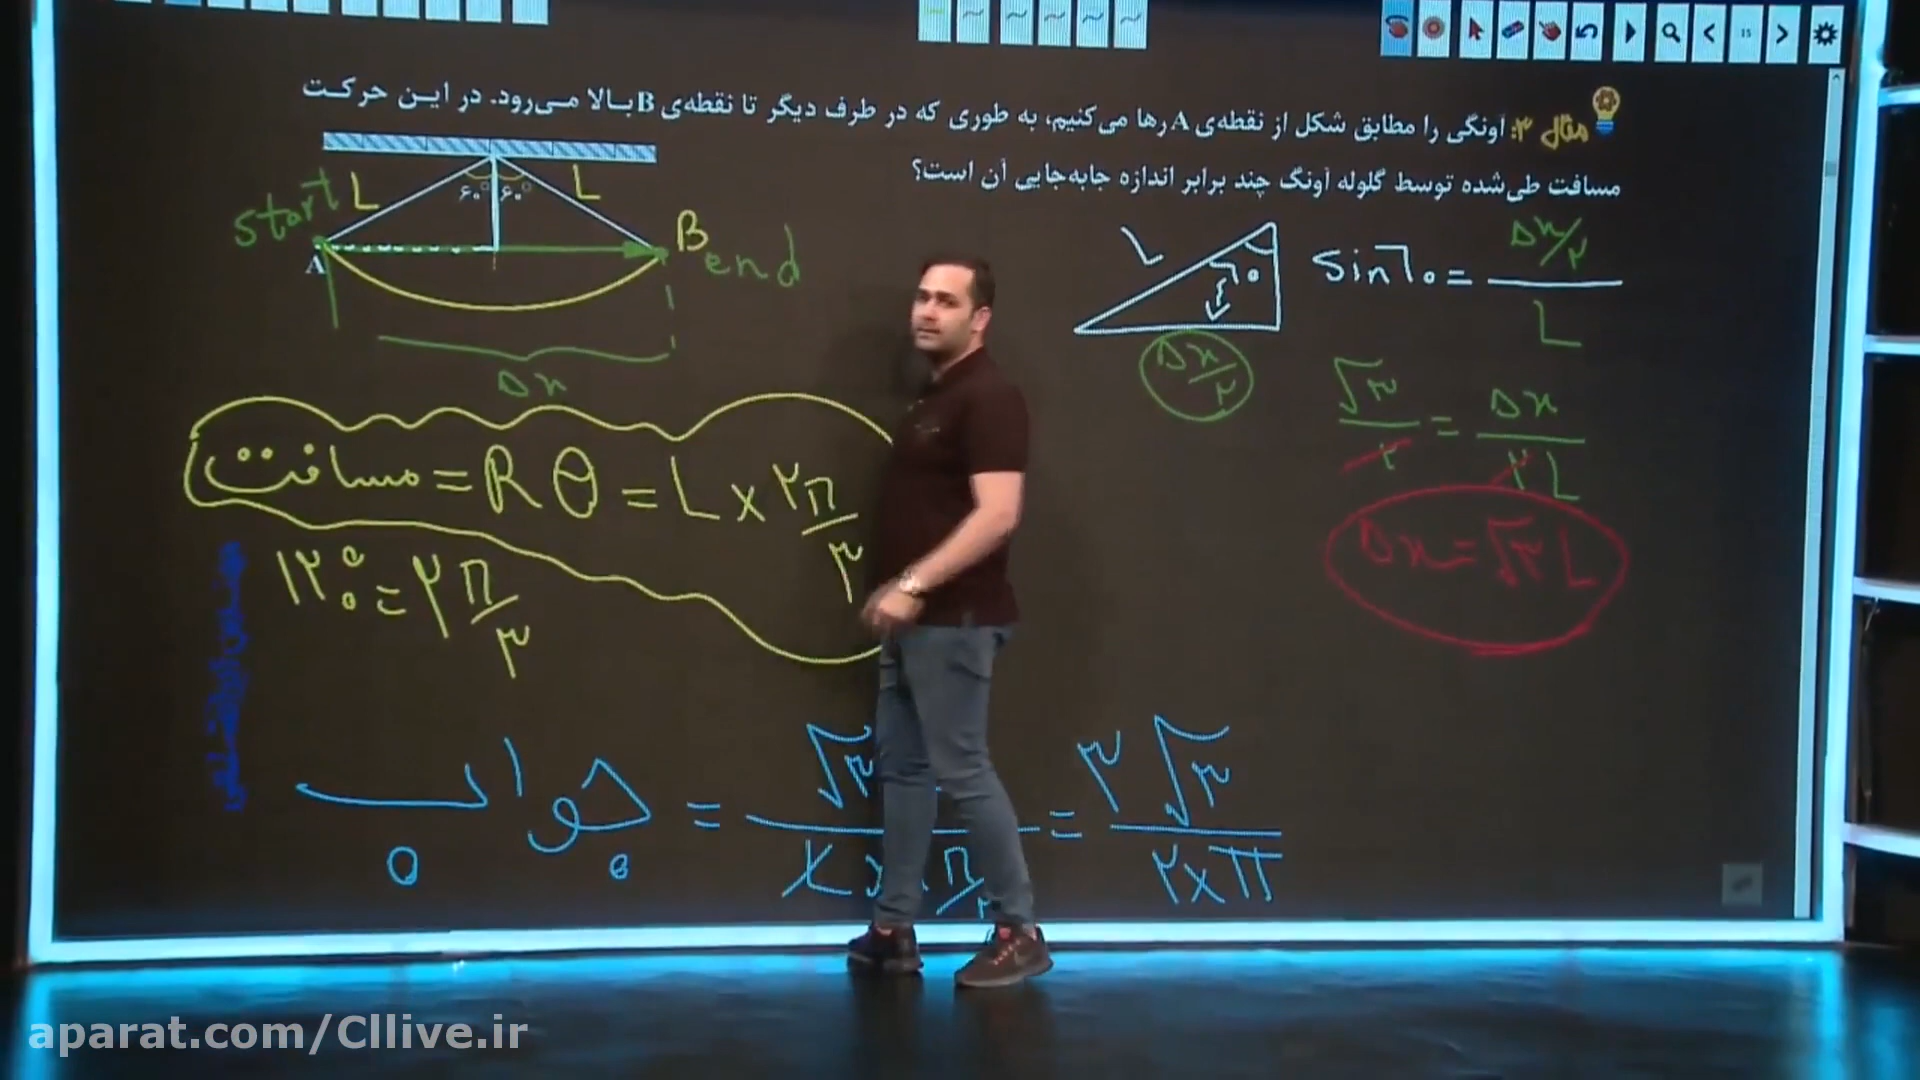 مثال ۳: آونگی را مطابق شکل از نقطه‌ی A رها می‌کنیم، به طوری که در طرف دیگر تا نقطه‌ی B بالا می‌رود. در این حرکت
مسافت طی‌شده توسط گلوله آونگ چند برابر اندازه جابه‌جایی آن است؟
start L ۶۰° ۶۰° L
A B end
Δx
L ۶۰
Δx/۲
sin۶۰ = Δx/۲ / L
√۳/۲ = Δx/۲L
Δx = √۳ L
مسافت = Rθ = L × ۲π/۳
۱۲۰° = ۲π/۳
جواب = √۳ = ۳√۳ / ۲×π
15
aparat.com/Cllive.ir